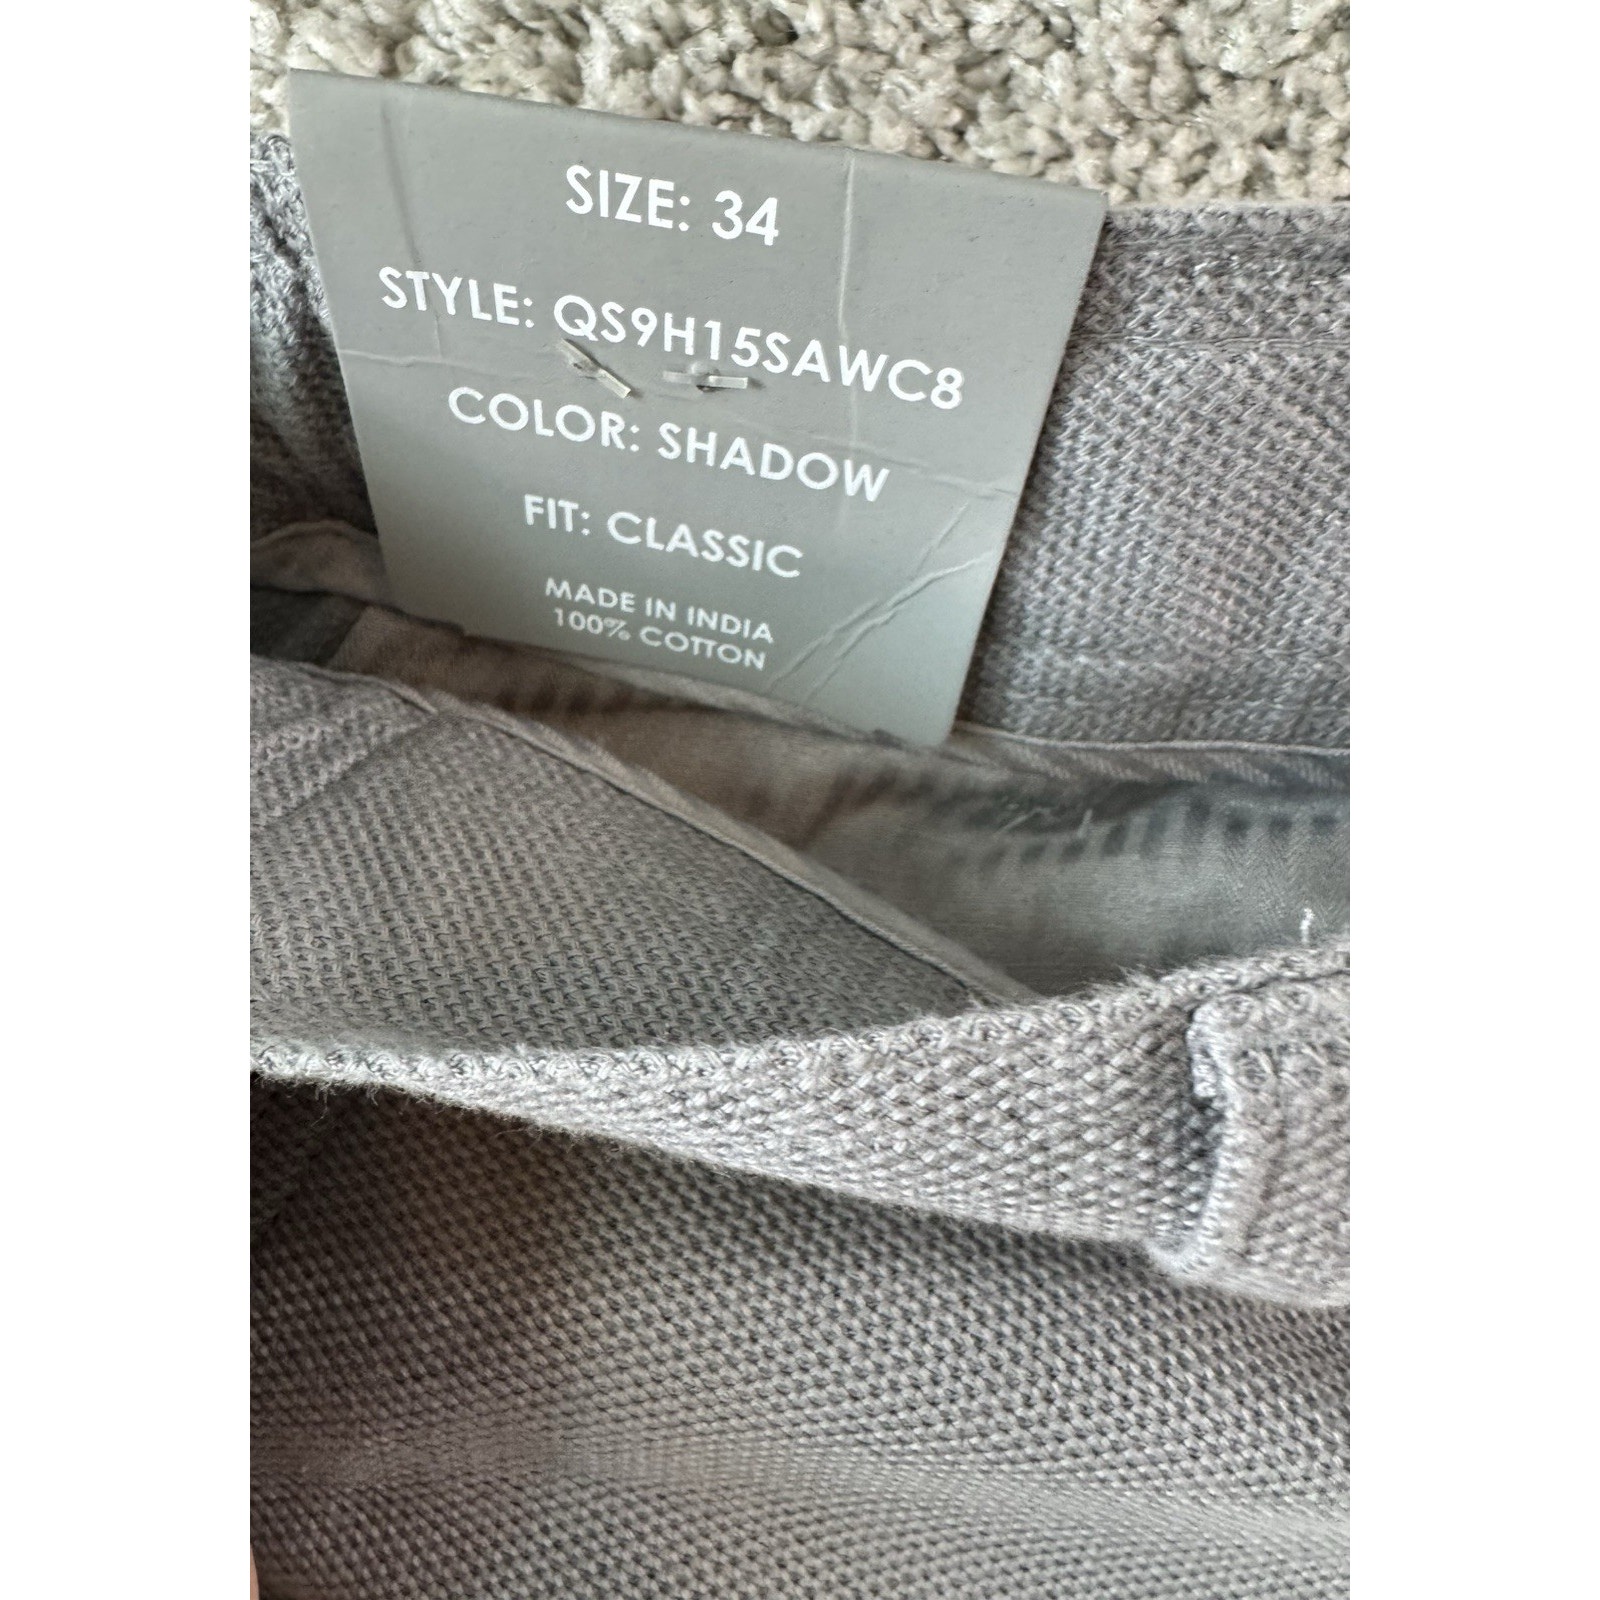 SIZE: 34
STYLE: QS9H15SAWC8
COLOR: SHADOW
FIT: CLASSIC
MADE IN INDIA
100% COTTON